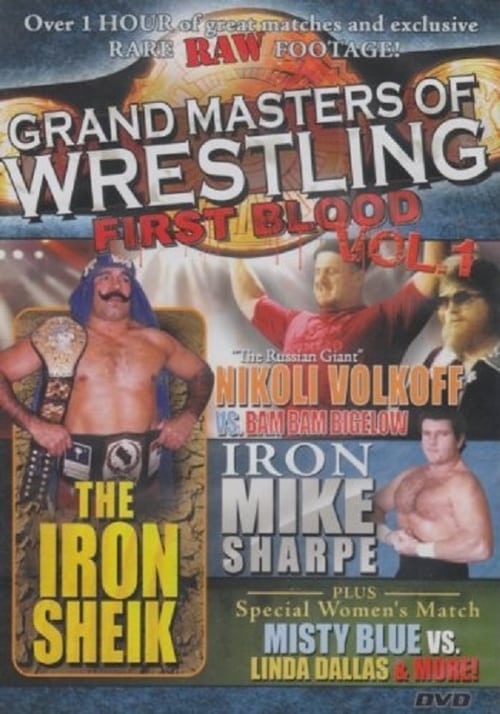 Over 1 HOUR of great matches and exclusive
RARE RAW FOOTAGE!
GRAND MASTERS OF
WRESTLING
FIRST BLOOD
VOL.1
"The Russian Giant"
NIKOLI VOLKOFF
VS. BAM BAM BIGELOW
IRON
MIKE
SHARPE
THE
IRON
SHEIK
PLUS
Special Women's Match
MISTY BLUE VS.
LINDA DALLAS & MORE!
DVD